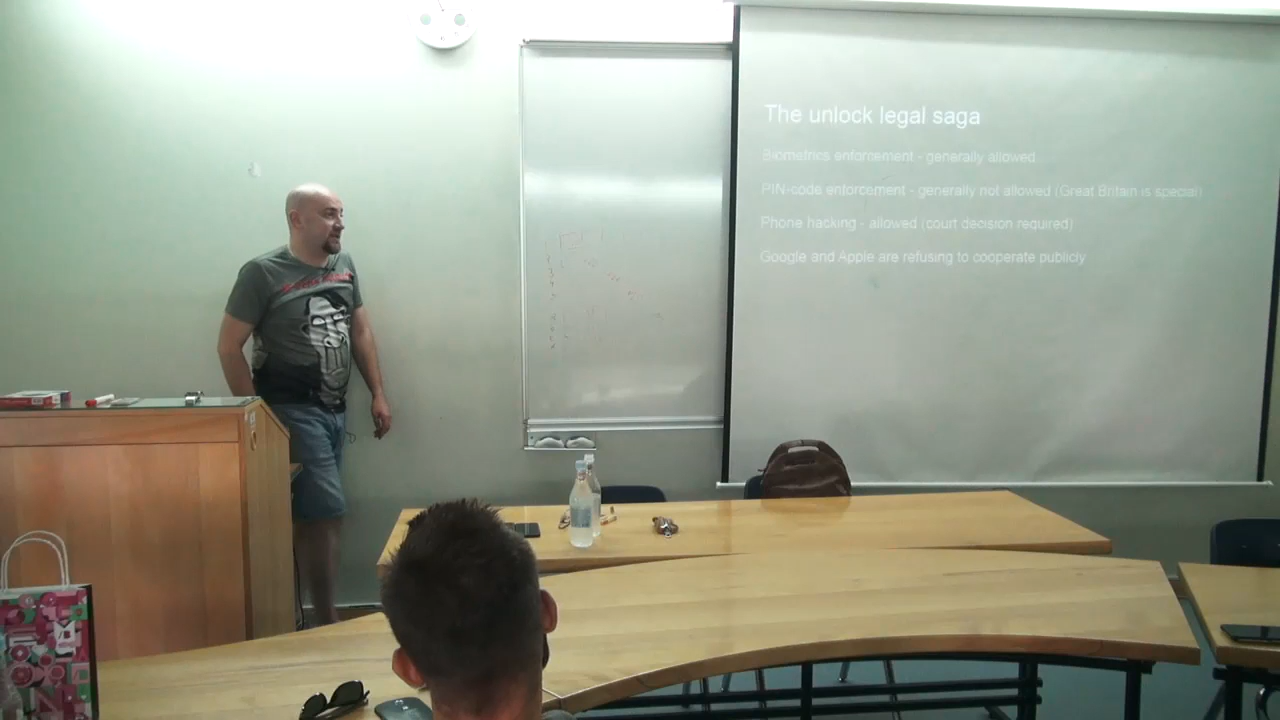 The unlock legal saga
Biometrics enforcement - generally allowed
PIN-code enforcement - generally not allowed (Great Britain is special)
Phone hacking - allowed (court decision required)
Google and Apple are refusing to cooperate publicly